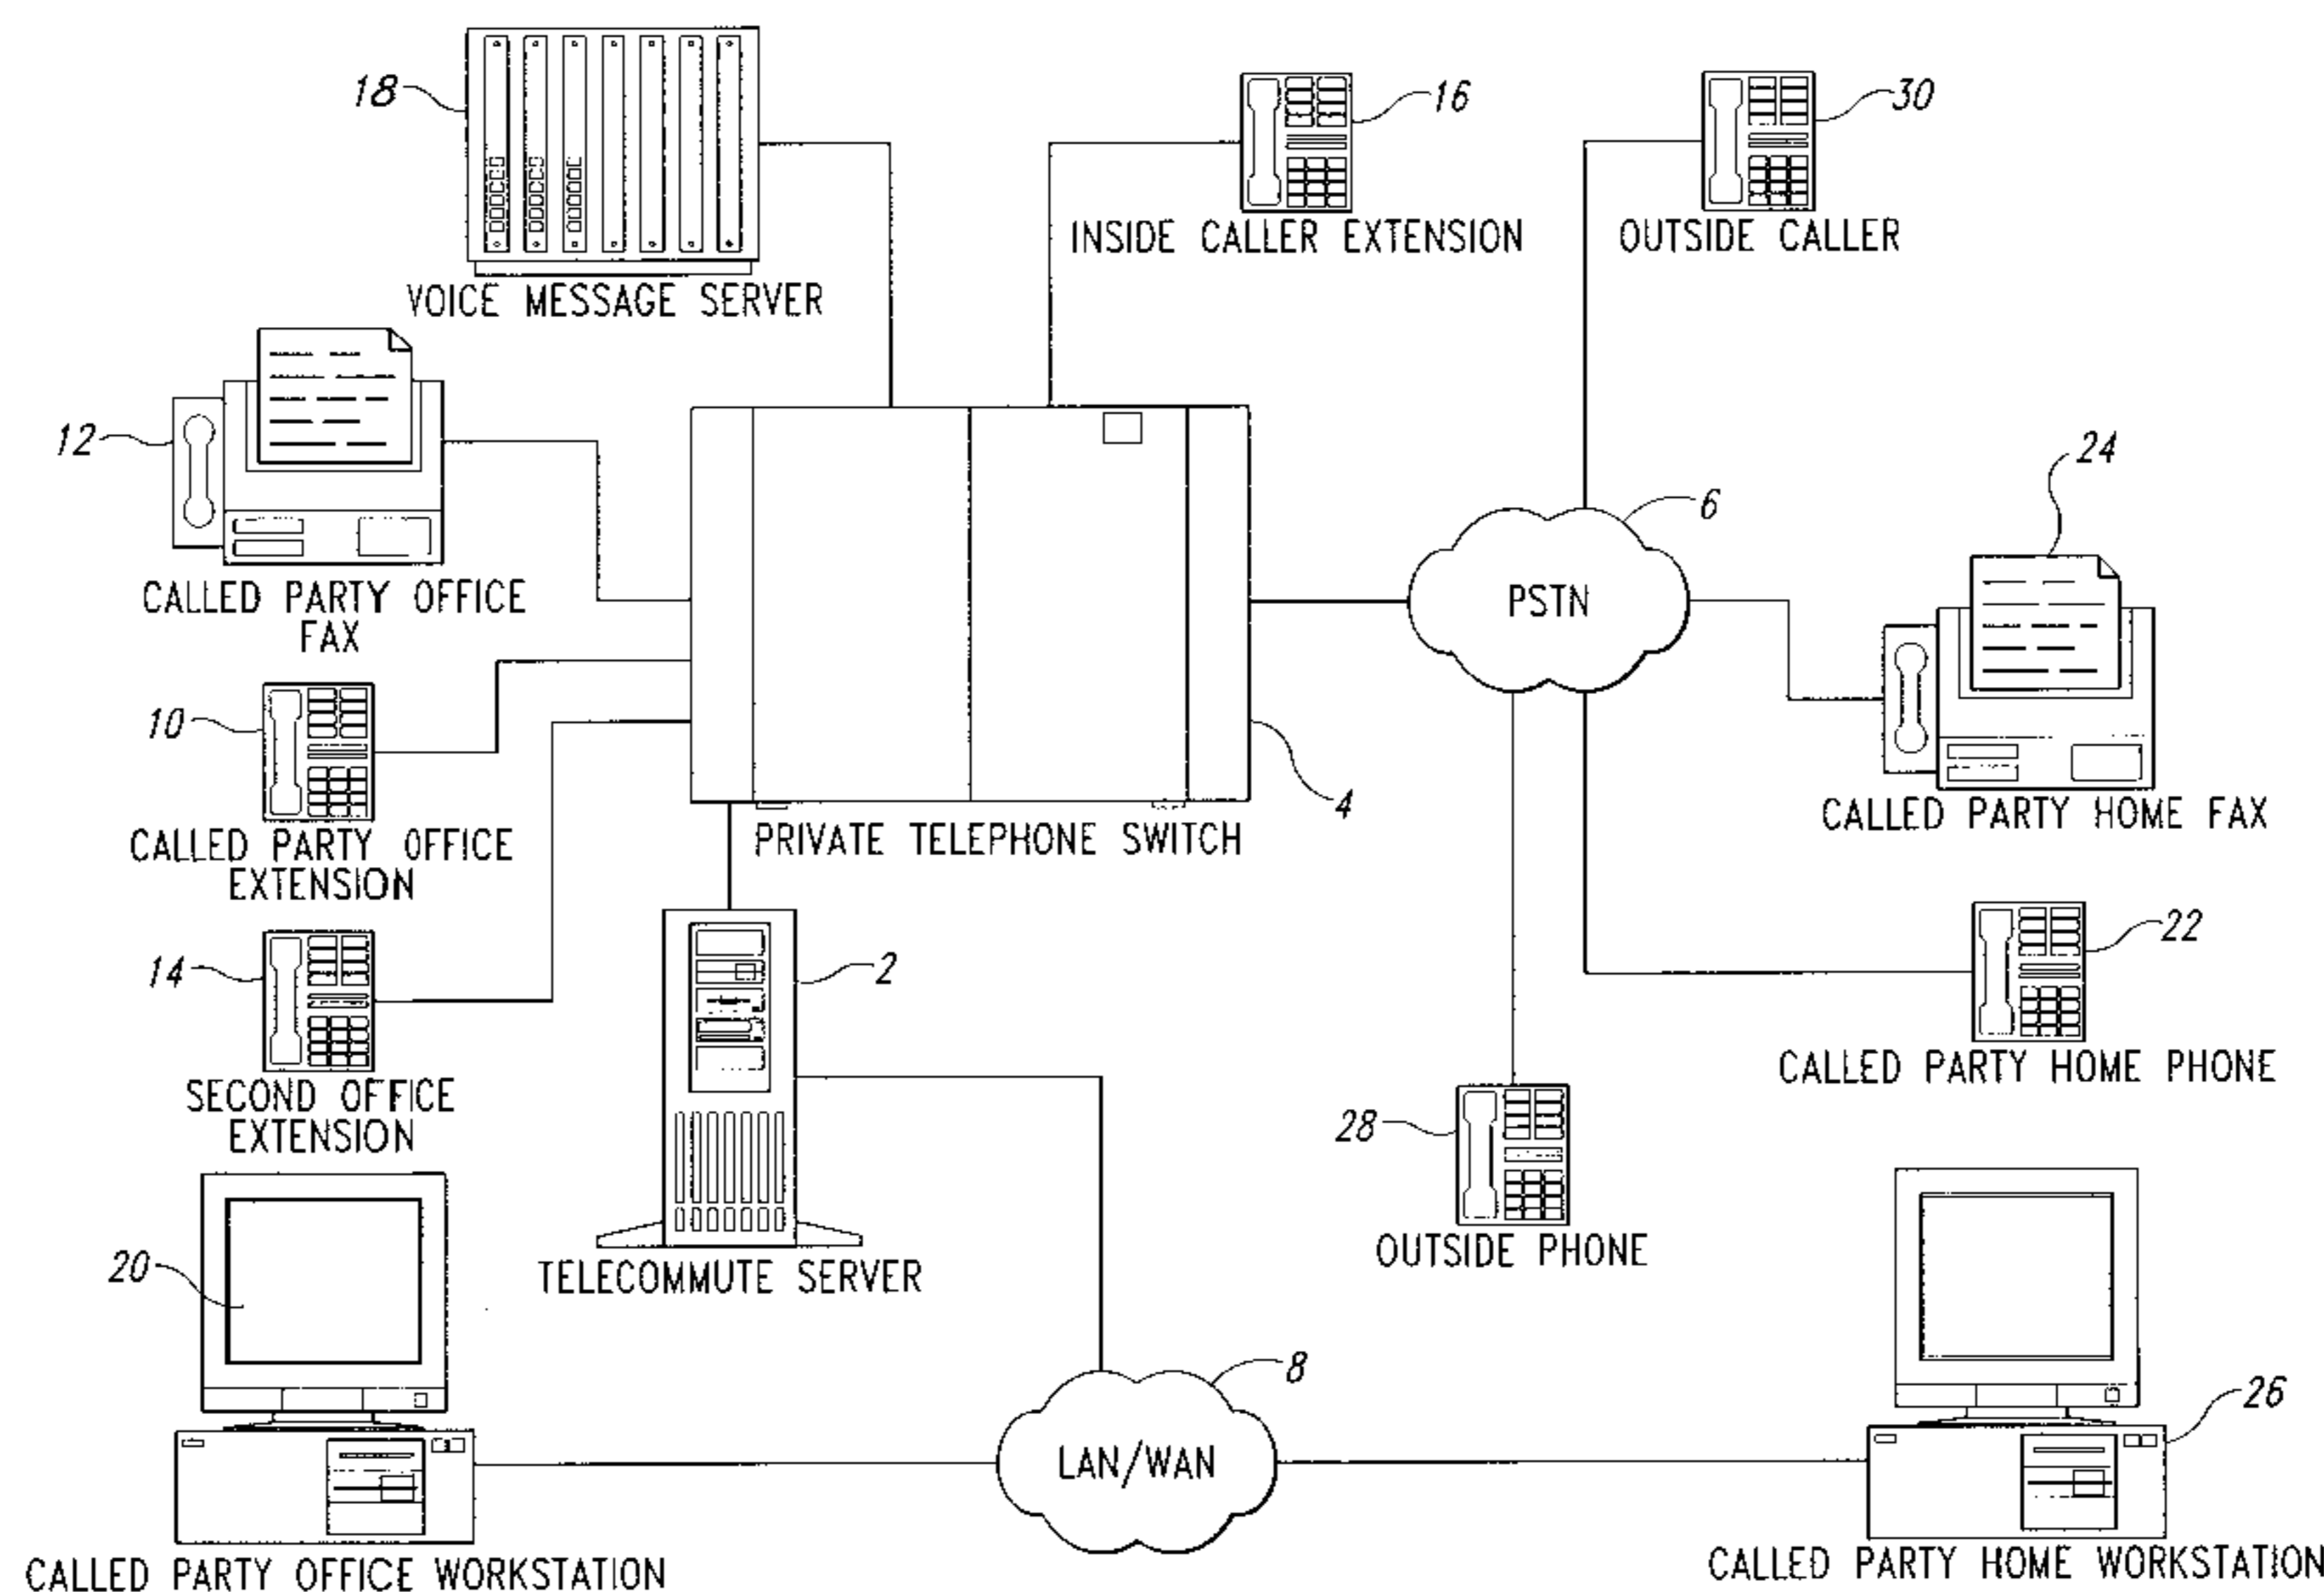 18
16
30
INSIDE CALLER EXTENSION
OUTSIDE CALLER
VOICE MESSAGE SERVER
12
24
6
CALLED PARTY OFFICE
FAX
PSTN
10
4
CALLED PARTY HOME FAX
CALLED PARTY OFFICE
EXTENSION
PRIVATE TELEPHONE SWITCH
14
2
22
SECOND OFFICE
EXTENSION
CALLED PARTY HOME PHONE
28
20
TELECOMMUTE SERVER
OUTSIDE PHONE
8
26
LAN/WAN
CALLED PARTY OFFICE WORKSTATION
CALLED PARTY HOME WORKSTATION